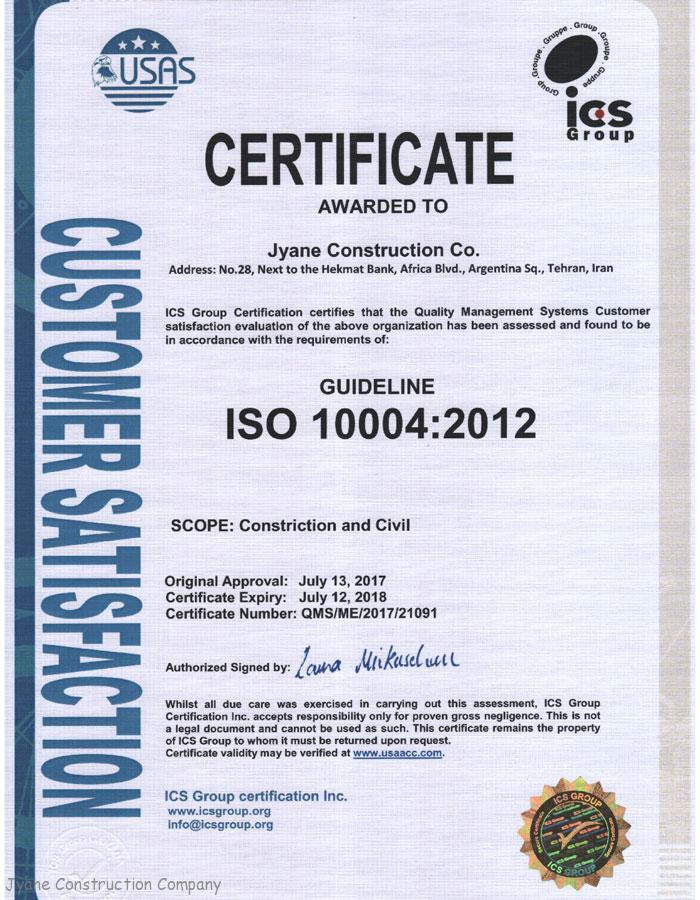 USAS
Group . Groupe . Gruppe . Group . Groupe . Gruppe
ics
Group
CERTIFICATE
AWARDED TO
Jyane Construction Co.
Address: No.28, Next to the Hekmat Bank, Africa Blvd., Argentina Sq., Tehran, Iran
ICS Group Certification certifies that the Quality Management Systems Customer
satisfaction evaluation of the above organization has been assessed and found to be
in accordance with the requirements of:
GUIDELINE
ISO 10004:2012
SCOPE: Constriction and Civil
Original Approval: July 13, 2017
Certificate Expiry: July 12, 2018
Certificate Number: QMS/ME/2017/21091
Authorized Signed by:
Whilst all due care was exercised in carrying out this assessment, ICS Group
Certification Inc. accepts responsibility only for proven gross negligence. This is not
a legal document and cannot be used as such. This certificate remains the property
of ICS Group to whom it must be returned upon request.
Certificate validity may be verified at www.usaacc.com.
ICS Group certification Inc.
www.icsgroup.org
Info@icsgroup.org
CUSTOMER SATISFACTION
ICS GROUP
ICS GROUP
Jyane Construction Company